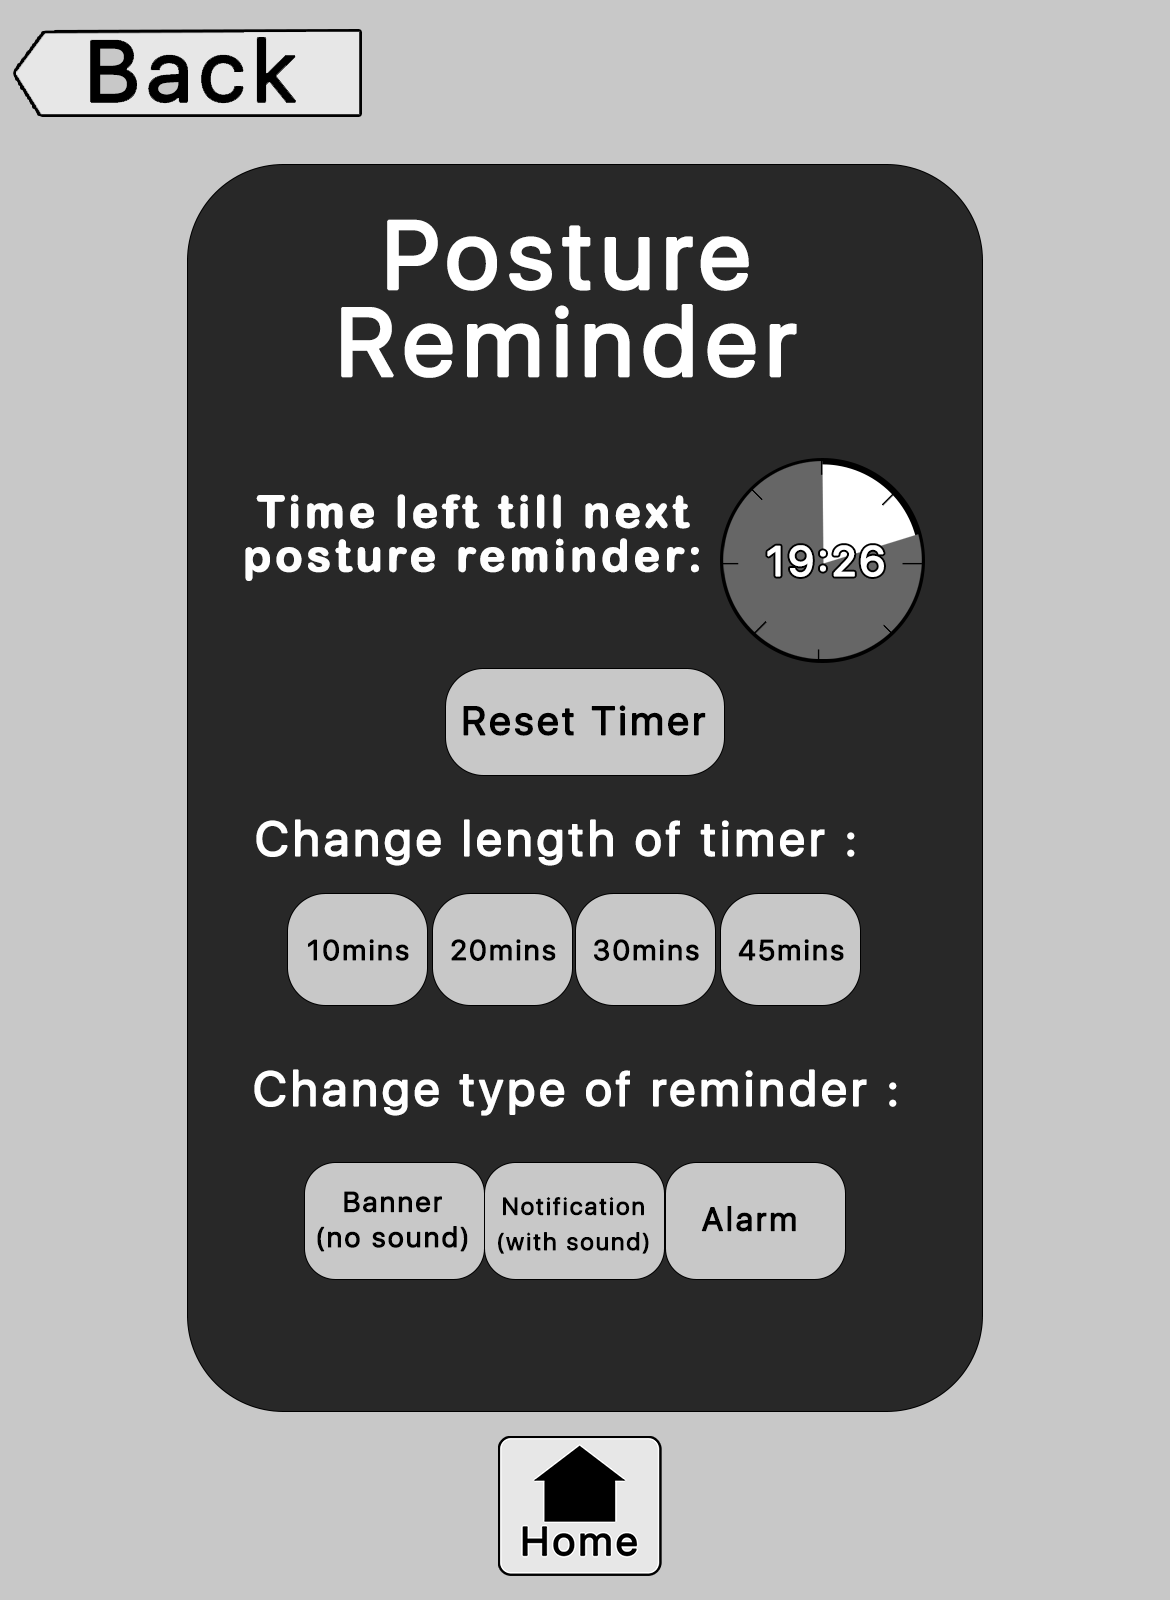 Back
Posture
Reminder
Time left till next
posture reminder:
19:26
Reset Timer
Change length of timer :
10mins
20mins
30mins
45mins
Change type of reminder :
Banner
(no sound)
Notification
(with sound)
Alarm
Home